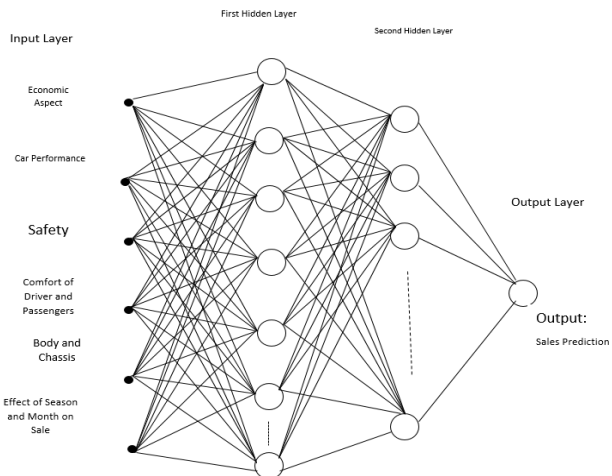 First Hidden Layer
Second Hidden Layer
Input Layer
Economic
Aspect
Car Performance
Safety
Comfort of
Driver and
Passengers
Body and
Chassis
Effect of Season
and Month on
Sale
Output Layer
Output:
Sales Prediction